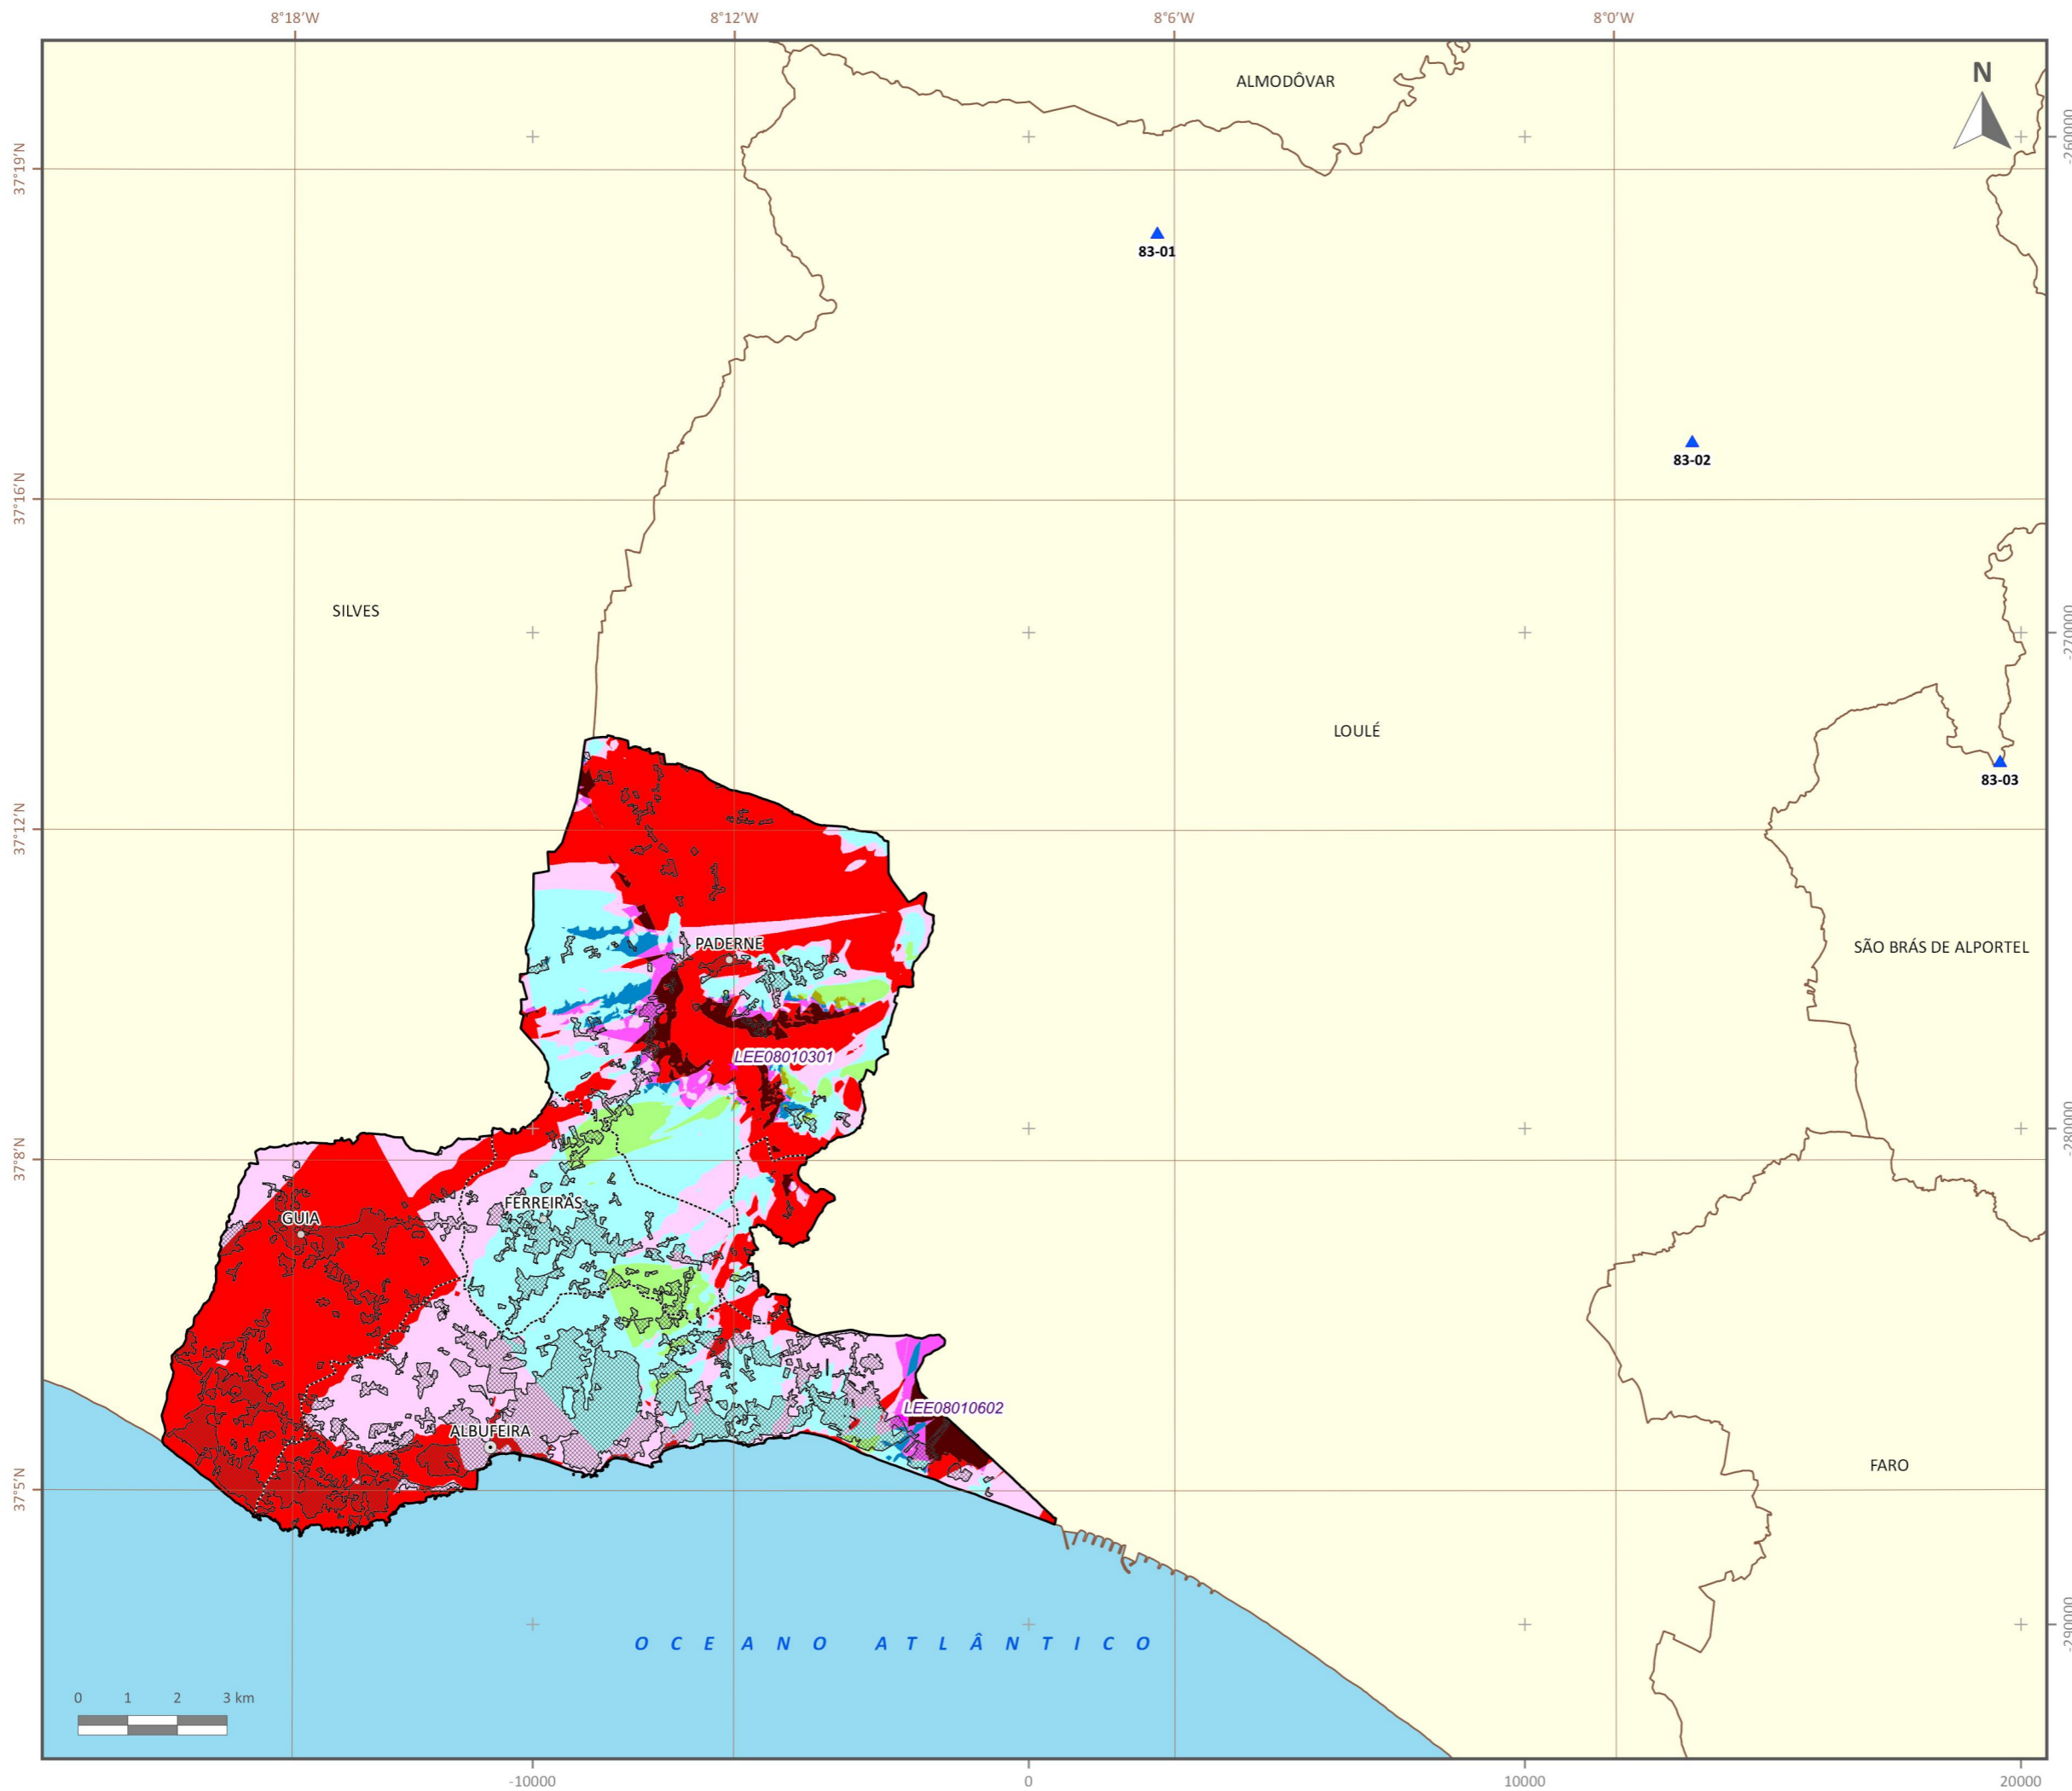 8°18'W 8°12'W 8°6'W 8°0'W
ALMODÔVAR
N
-260000
37°19'N
83-01
83-02
37°16'N
SILVES
-270000
LOULÉ
83-03
37°12'N
PADERNE
SÃO BRÁS DE ALPORTEL
LEE08010301
-280000
37°8'N
FERREIRAS
GUIA
LEE08010602
ALBUFEIRA
FARO
37°5'N
-290000
OCEANO ATLÂNTICO
0 1 2 3 km
-10000 0 10000 20000